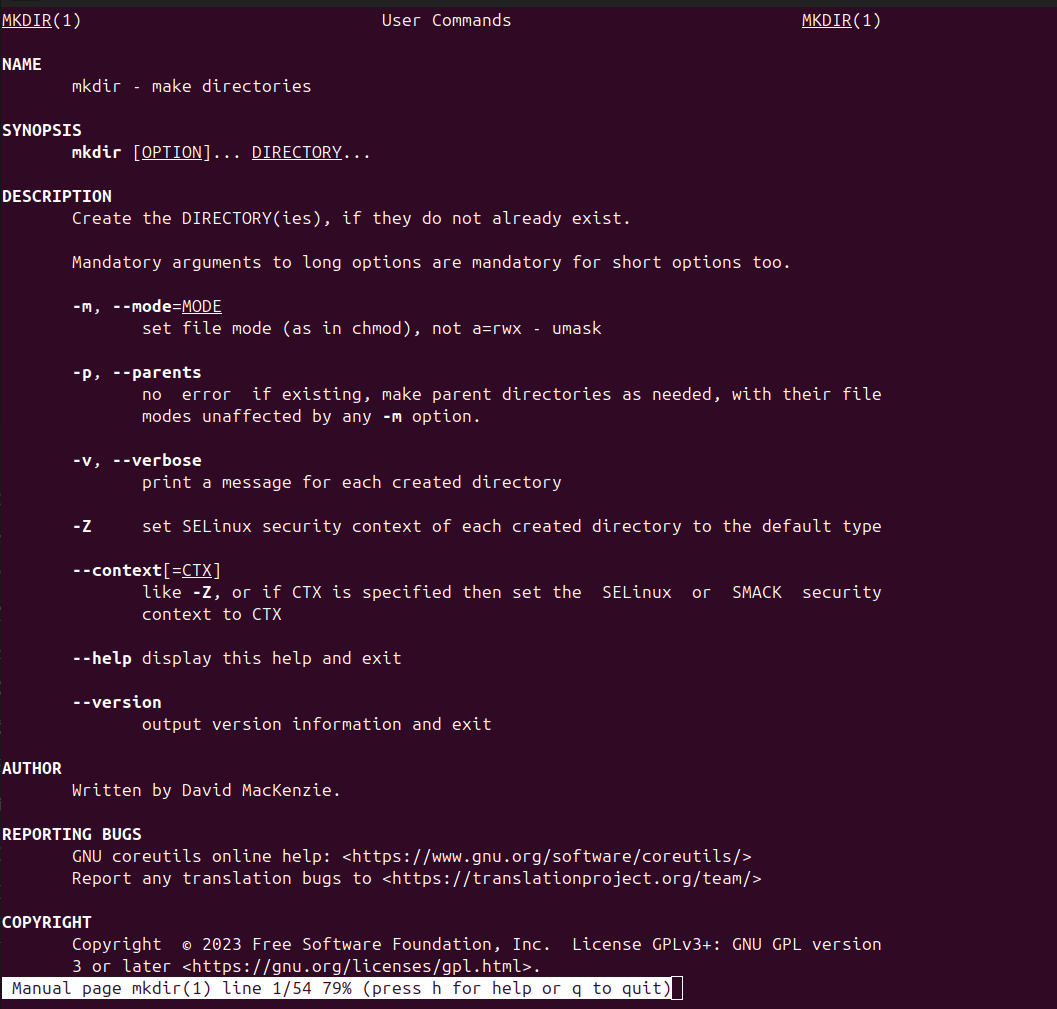 MKDIR(1) User Commands MKDIR(1)
NAME
mkdir - make directories
SYNOPSIS
mkdir [OPTION]... DIRECTORY...
DESCRIPTION
Create the DIRECTORY(ies), if they do not already exist.
Mandatory arguments to long options are mandatory for short options too.
-m, --mode=MODE
set file mode (as in chmod), not a=rwx - umask
-p, --parents
no error if existing, make parent directories as needed, with their file
modes unaffected by any -m option.
-v, --verbose
print a message for each created directory
-Z set SELinux security context of each created directory to the default type
--context[=CTX]
like -Z, or if CTX is specified then set the SELinux or SMACK security
context to CTX
--help display this help and exit
--version
output version information and exit
AUTHOR
Written by David MacKenzie.
REPORTING BUGS
GNU coreutils online help: <https://www.gnu.org/software/coreutils/>
Report any translation bugs to <https://translationproject.org/team/>
COPYRIGHT
Copyright © 2023 Free Software Foundation, Inc. License GPLv3+: GNU GPL version
3 or later <https://gnu.org/licenses/gpl.html>.
Manual page mkdir(1) line 1/54 79% (press h for help or q to quit)